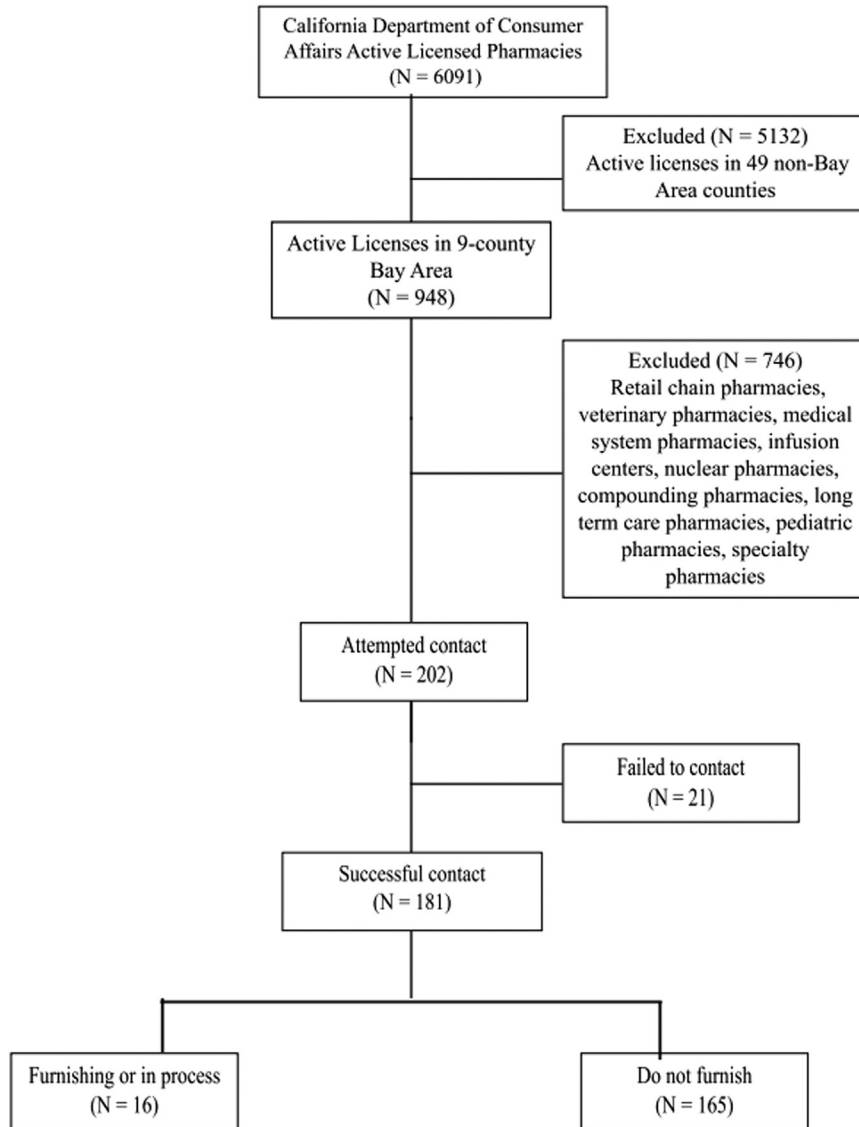 California Department of Consumer
Affairs Active Licensed Pharmacies
(N = 6091)
Excluded (N = 5132)
Active licenses in 49 non-Bay
Area counties
Active Licenses in 9-county
Bay Area
(N = 948)
Excluded (N = 746)
Retail chain pharmacies,
veterinary pharmacies, medical
system pharmacies, infusion
centers, nuclear pharmacies,
compounding pharmacies, long
term care pharmacies, pediatric
pharmacies, specialty
pharmacies
Attempted contact
(N = 202)
Failed to contact
(N = 21)
Successful contact
(N = 181)
Furnishing or in process
(N = 16)
Do not furnish
(N = 165)